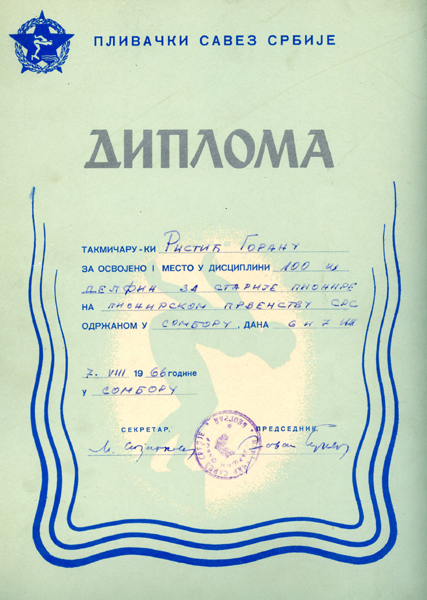 ПЛИВАЧКИ САВЕЗ СРБИЈЕ
ДИПЛОМА
ТАКМИЧАРУ-КИ Ристић Горану
ЗА ОСВОЈЕНО I МЕСТО У ДИСЦИПЛИНИ 100 м
ДЕЛФИН ЗА СТАРИЈЕ ПИОНИРЕ
НА ПИОНИРСКОМ ПРВЕНСТВУ СРС
ОДРЖАНОМ У СОМБОРУ, ДАНА 6 и 7
7. VIII 1966 године
У СОМБОРУ
СЕКРЕТАР, ПРЕДСЕДНИК,
БЕОГРАД